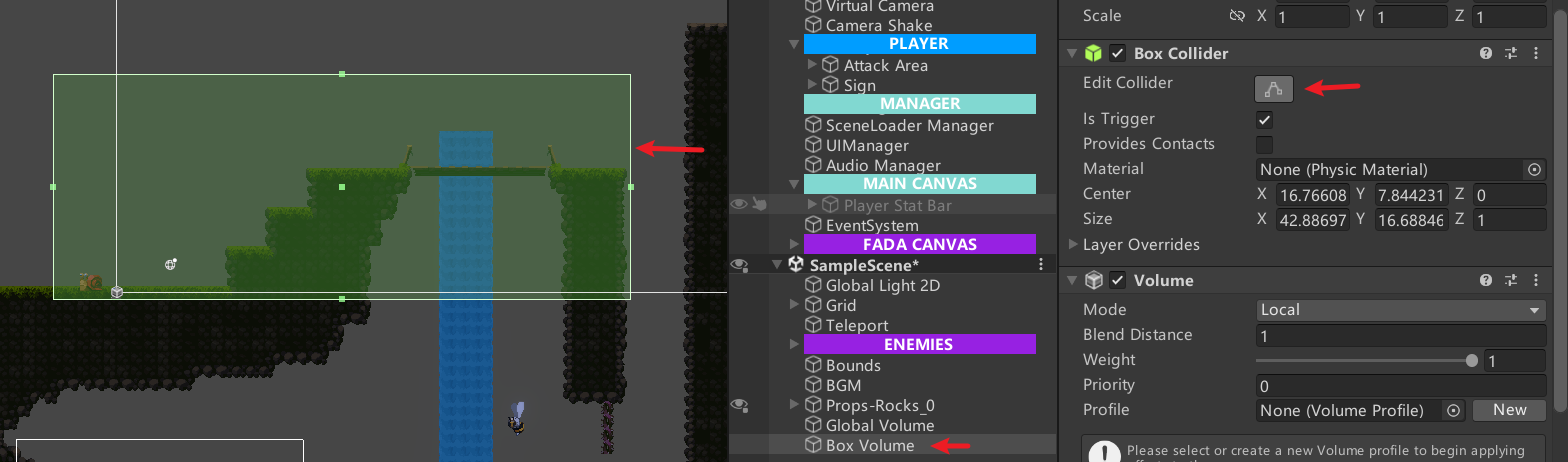 Virtual Camera
Camera Shake
PLAYER
Attack Area
Sign
MANAGER
SceneLoader Manager
UIManager
Audio Manager
MAIN CANVAS
Player Stat Bar
EventSystem
FADA CANVAS
SampleScene*
Global Light 2D
Grid
Teleport
ENEMIES
Bounds
BGM
Props-Rocks_0
Global Volume
Box Volume
Scale X 1 Y 1 Z 1
Box Collider
Edit Collider
Is Trigger
Provides Contacts
Material None (Physic Material)
Center X 16.76608 Y 7.844231 Z 0
Size X 42.88697 Y 16.68846 Z 1
Layer Overrides
Volume
Mode Local
Blend Distance 1
Weight 1
Priority 0
Profile None (Volume Profile) New
Please select or create a new Volume profile to begin applying